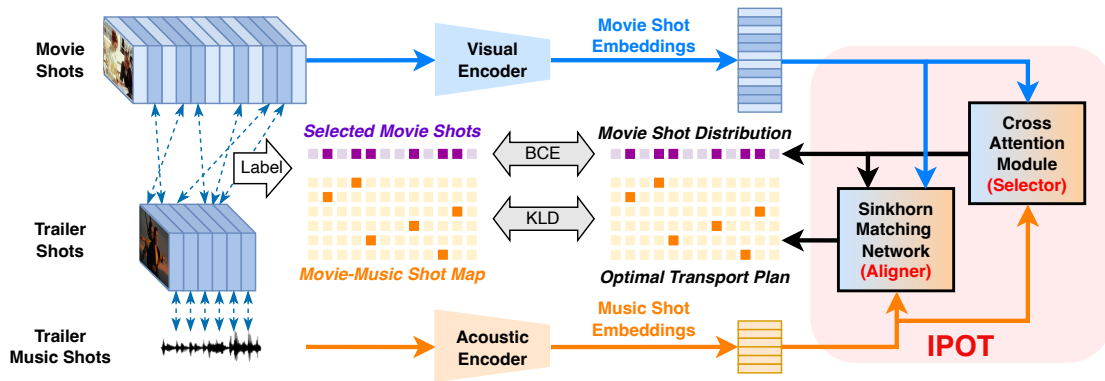 Movie
Shots
Visual
Encoder
Movie Shot
Embeddings
Selected Movie Shots
BCE
Movie Shot Distribution
Cross
Attention
Module
(Selector)
Label
KLD
Trailer
Shots
Sinkhorn
Matching
Network
(Aligner)
Movie-Music Shot Map
Optimal Transport Plan
Trailer
Music Shots
Acoustic
Encoder
Music Shot
Embeddings
IPOT